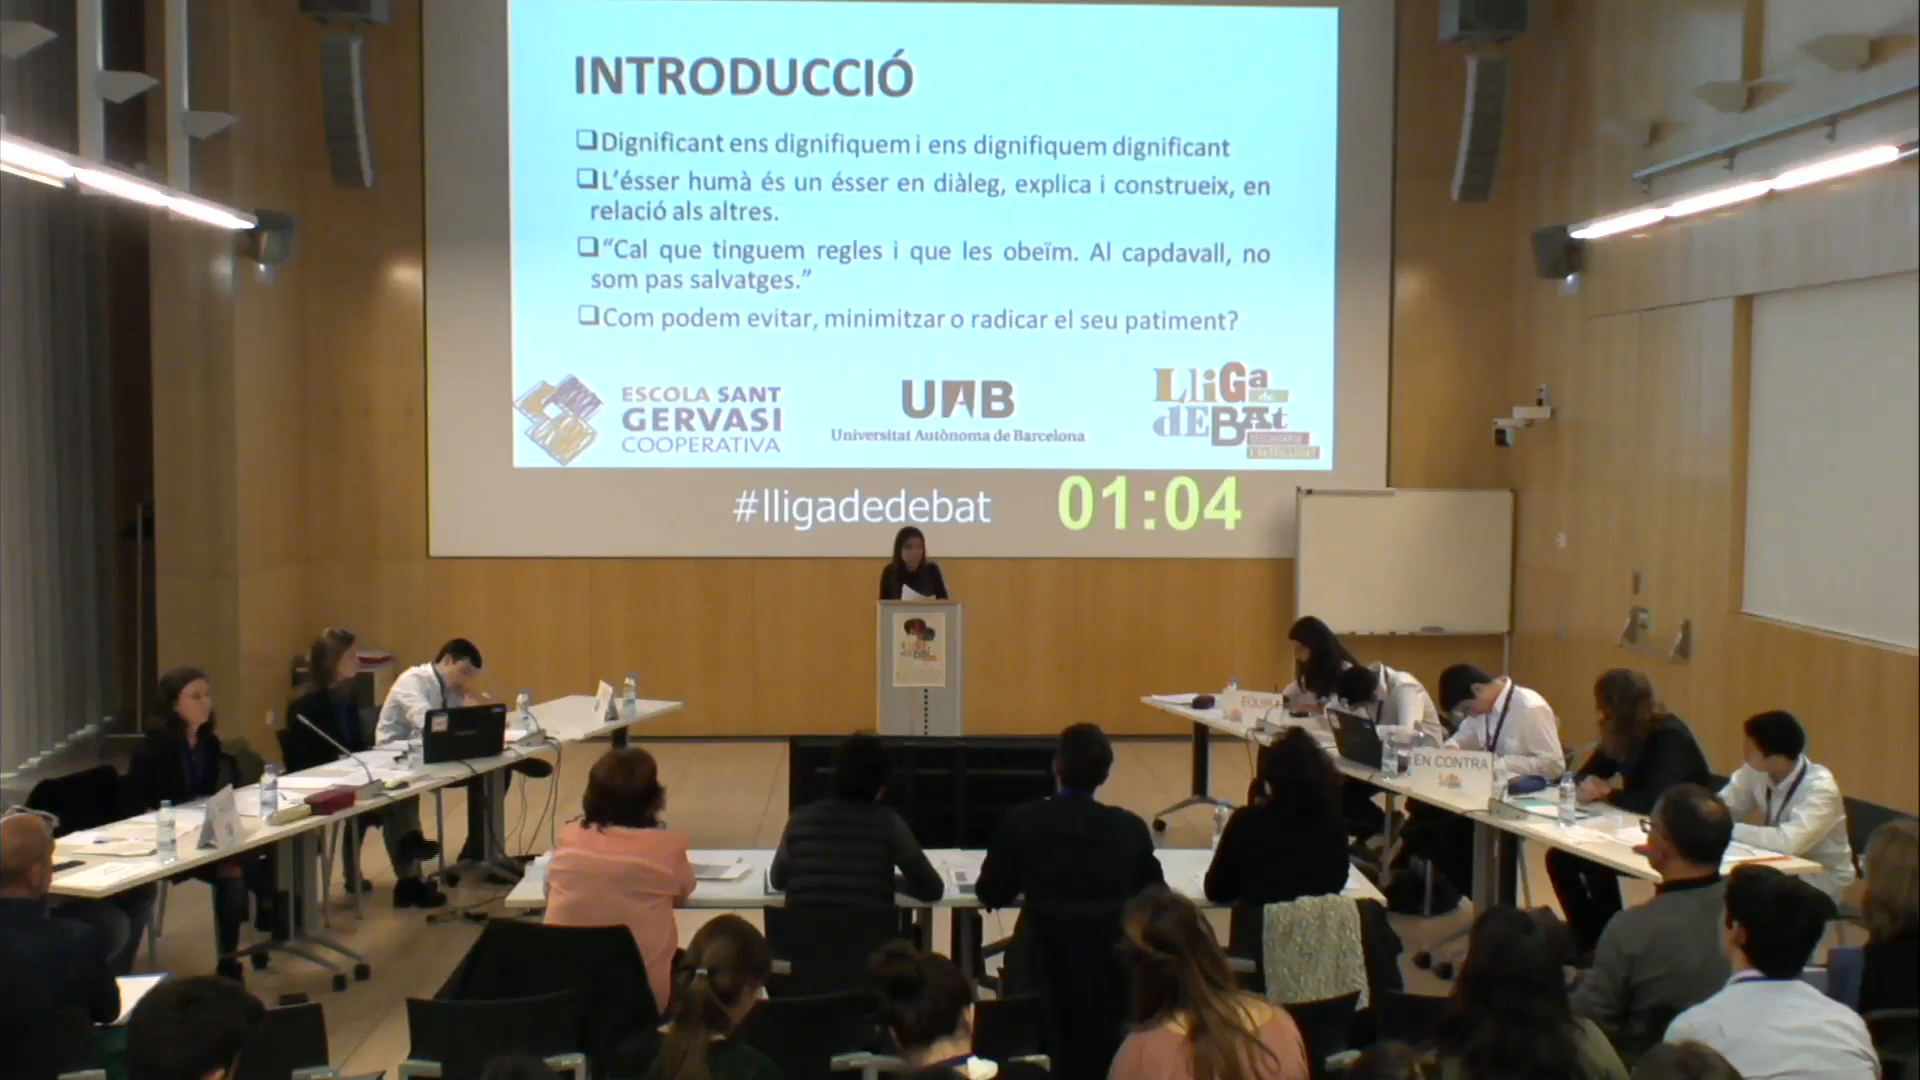 INTRODUCCIÓ
❑Dignificant ens dignifiquem i ens dignifiquem dignificant
❑L'ésser humà és un ésser en diàleg, explica i construeix, en
relació als altres.
❑"Cal que tinguem regles i que les obeïm. Al capdavall, no
som pas salvatges."
❑Com podem evitar, minimitzar o radicar el seu patiment?
ESCOLA SANT
GERVASI
COOPERATIVA
UAB
Universitat Autònoma de Barcelona
LLiGa
de
dEBAt
#lligadedebat
01:04
EQUIP
EN CONTRA